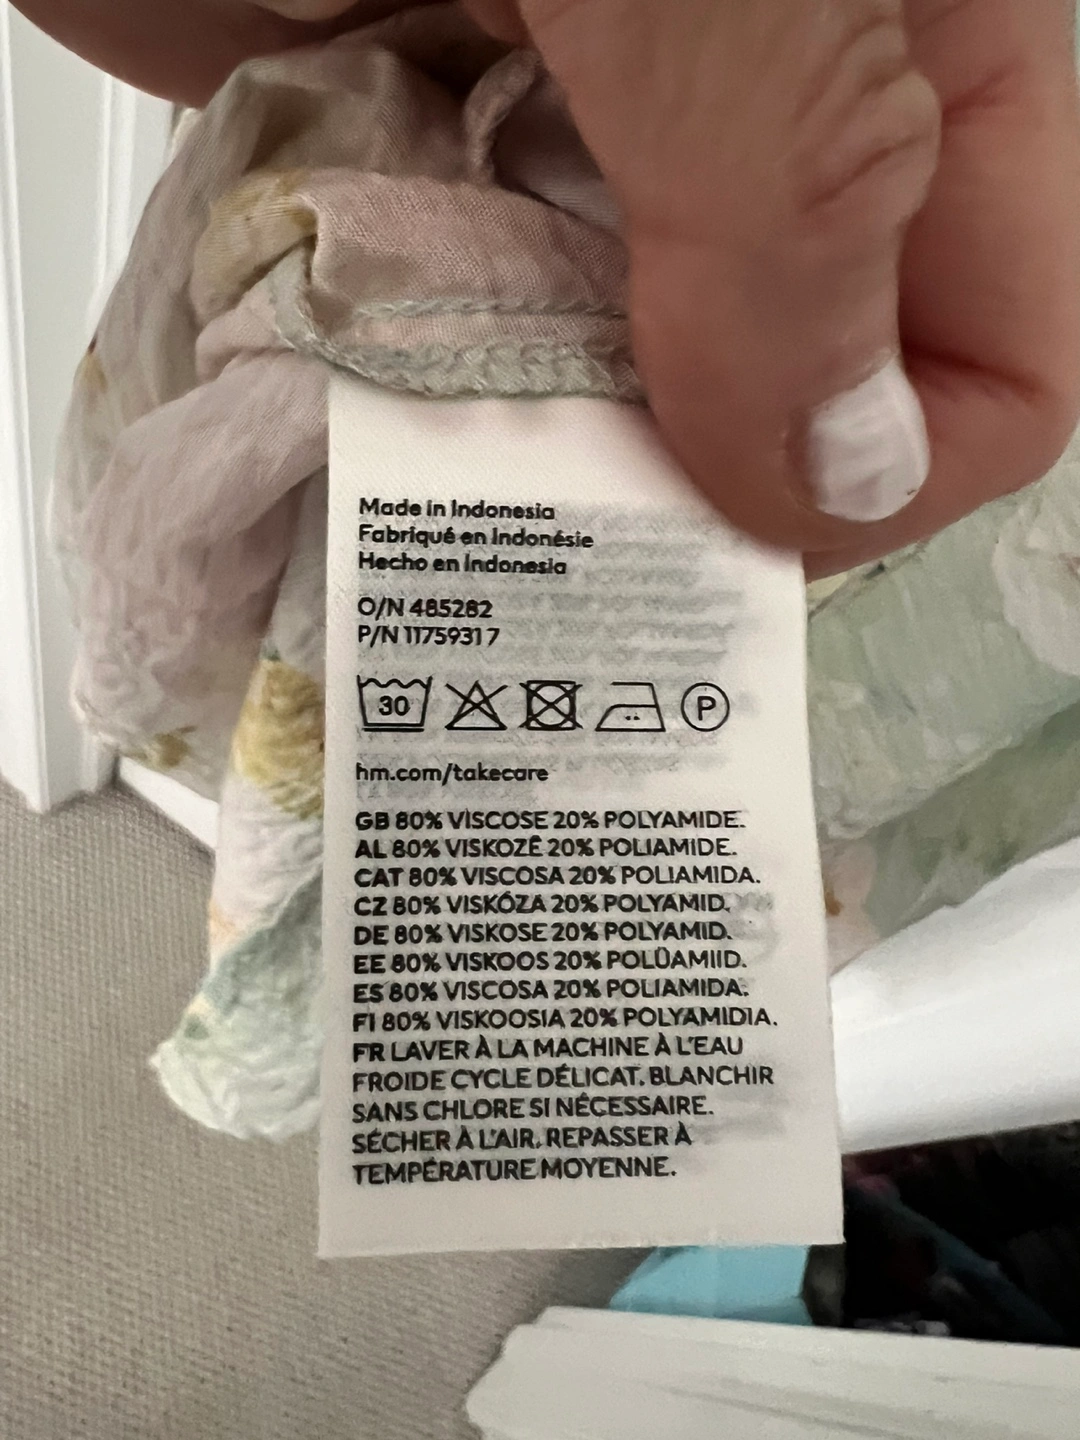 Made in Indonesia
Fabriqué en Indonésie
Hecho en Indonesia
O/N 485282
P/N 11759317
30 P
hm.com/takecare
GB 80% VISCOSE 20% POLYAMIDE.
AL 80% VISKOZË 20% POLIAMIDE.
CAT 80% VISCOSA 20% POLIAMIDA.
CZ 80% VISKÓZA 20% POLYAMID.
DE 80% VISKOSE 20% POLYAMID.
EE 80% VISKOOS 20% POLÜAMIID.
ES 80% VISCOSA 20% POLIAMIDA.
FI 80% VISKOOSIA 20% POLYAMIDIA.
FR LAVER À LA MACHINE À L'EAU
FROIDE CYCLE DÉLICAT. BLANCHIR
SANS CHLORE SI NÉCESSAIRE.
SÉCHER À L'AIR. REPASSER À
TEMPÉRATURE MOYENNE.